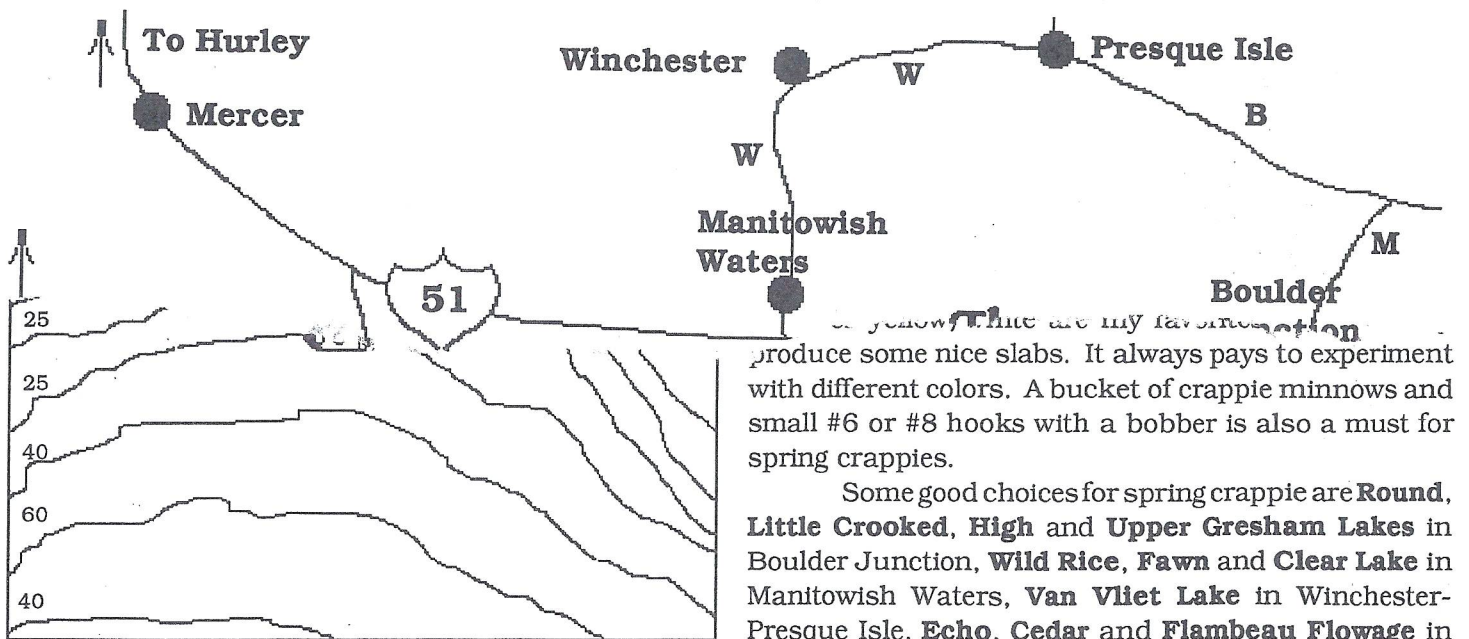 To Hurley
Mercer
Winchester
W
Presque Isle
B
W
Manitowish
Waters
M
Boulder
51
25
25
40
60
40
yellow
are my
produce some nice slabs. It always pays to experiment
with different colors. A bucket of crappie minnows and
small #6 or #8 hooks with a bobber is also a must for
spring crappies.
Some good choices for spring crappie are Round,
Little Crooked, High and Upper Gresham Lakes in
Boulder Junction, Wild Rice, Fawn and Clear Lake in
Manitowish Waters, Van Vliet Lake in Winchester-
Presque Isle, Echo, Cedar and Flambeau Flowage in